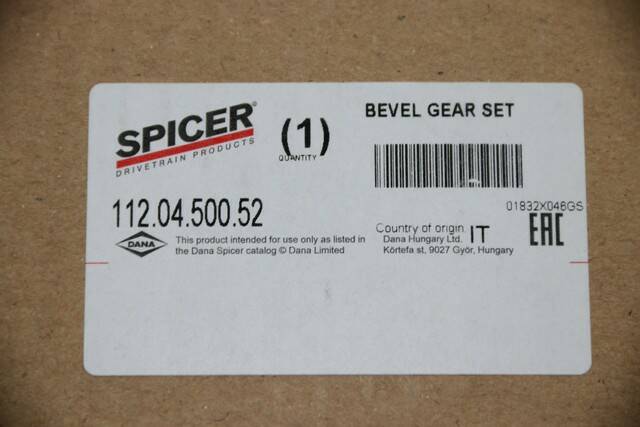 SPICER®
DRIVETRAIN PRODUCTS
(1)
QUANTITY
BEVEL GEAR SET
01832X046GS
112.04.500.52
DANA
This product intended for use only as listed in
the Dana Spicer catalog © Dana Limited
Country of origin IT
Dana Hungary Ltd.
Körtefa st, 9027 Győr, Hungary
EAC